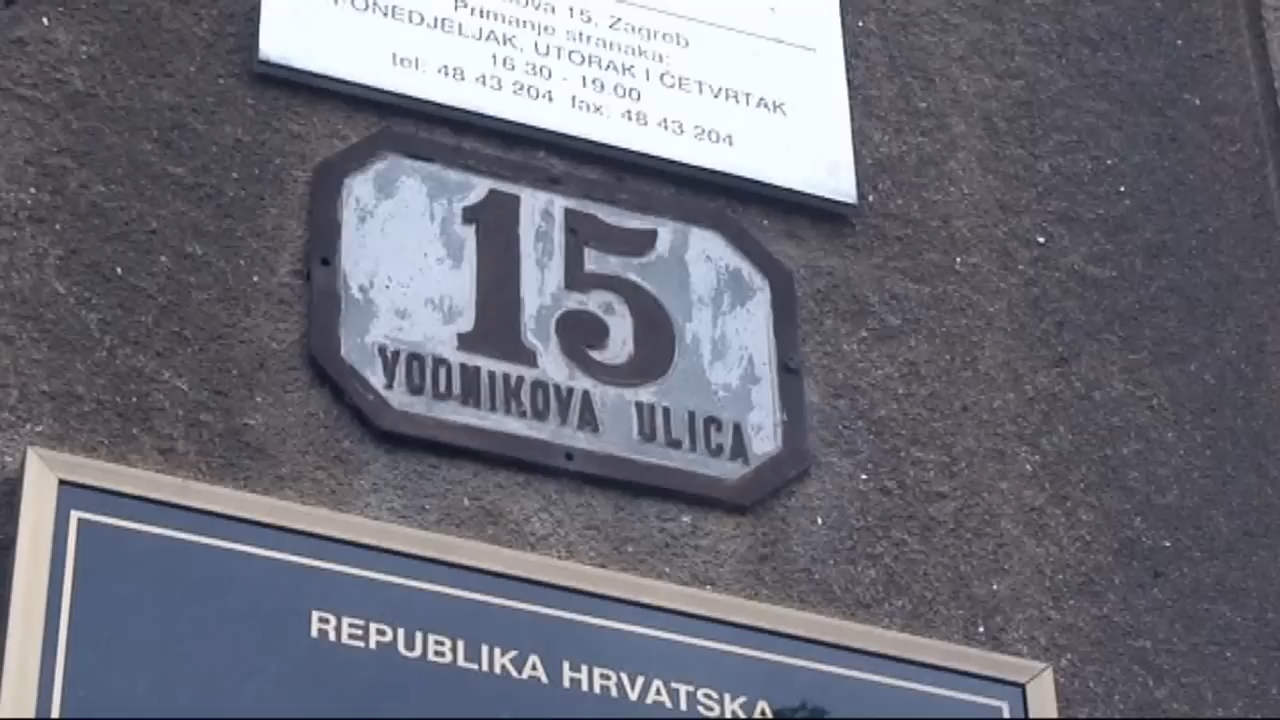 15, Zagreb
Primanje stranaka:
PONEDJELJAK, UTORAK I ČETVRTAK
16.30 - 19.00
tel: 48 43 204 fax: 48 43 204
15
VODNIKOVA ULICA
REPUBLIKA HRVATSKA